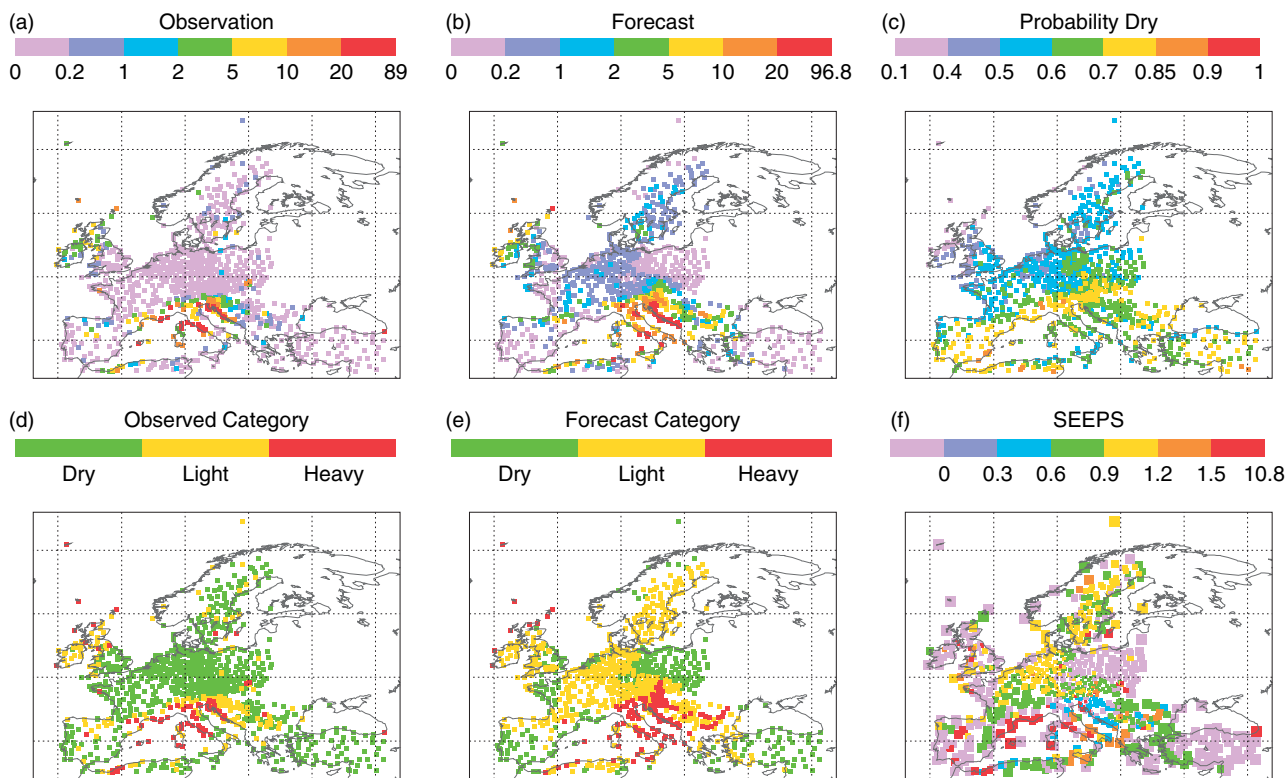 (a) Observation
0 0.2 1 2 5 10 20 89
(b) Forecast
0 0.2 1 2 5 10 20 96.8
(c) Probability Dry
0.1 0.4 0.5 0.6 0.7 0.85 0.9 1
(d) Observed Category
Dry Light Heavy
(e) Forecast Category
Dry Light Heavy
(f) SEEPS
0 0.3 0.6 0.9 1.2 1.5 10.8